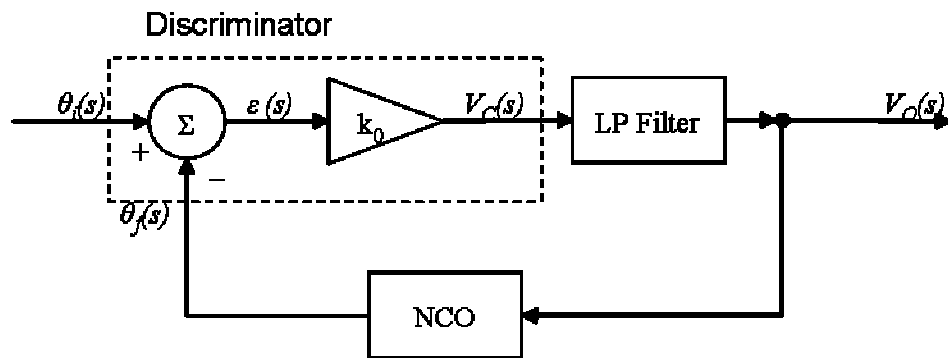 Discriminator
θi(s)
+
Σ
ε (s)
k0
VC(s)
LP Filter
VO(s)
−
θf(s)
NCO